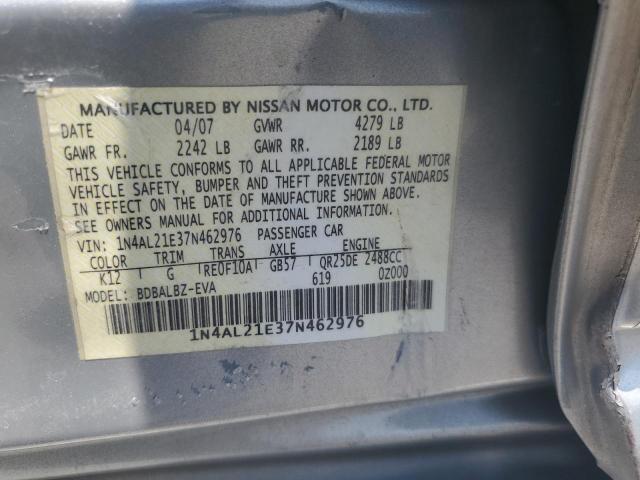 MANUFACTURED BY NISSAN MOTOR CO., LTD.
DATE 04/07 GVWR 4279 LB
GAWR FR. 2242 LB GAWR RR. 2189 LB
THIS VEHICLE CONFORMS TO ALL APPLICABLE FEDERAL MOTOR
VEHICLE SAFETY, BUMPER AND THEFT PREVENTION STANDARDS
IN EFFECT ON THE DATE OF MANUFACTURE SHOWN ABOVE.
SEE OWNERS MANUAL FOR ADDITIONAL INFORMATION.
VIN: 1N4AL21E37N462976 PASSENGER CAR
COLOR TRIM TRANS AXLE ENGINE
K12 G RE0F10A GB57 QR25DE 2488CC
MODEL: BDBALBZ-EVA 619 0Z000
1N4AL21E37N462976